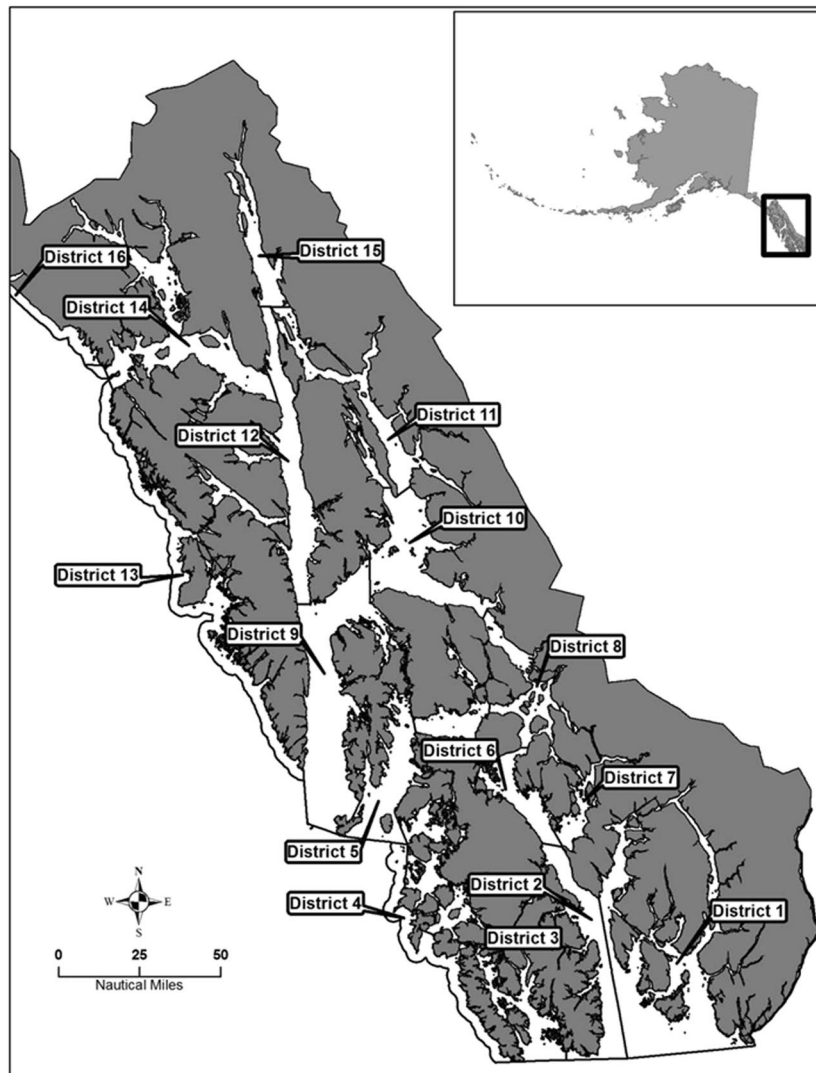 District 16
District 15
District 14
District 11
District 12
District 10
District 13
District 9
District 8
District 6
District 7
District 5
District 2
District 4
District 1
District 3
N
W E
S
0 25 50
Nautical Miles